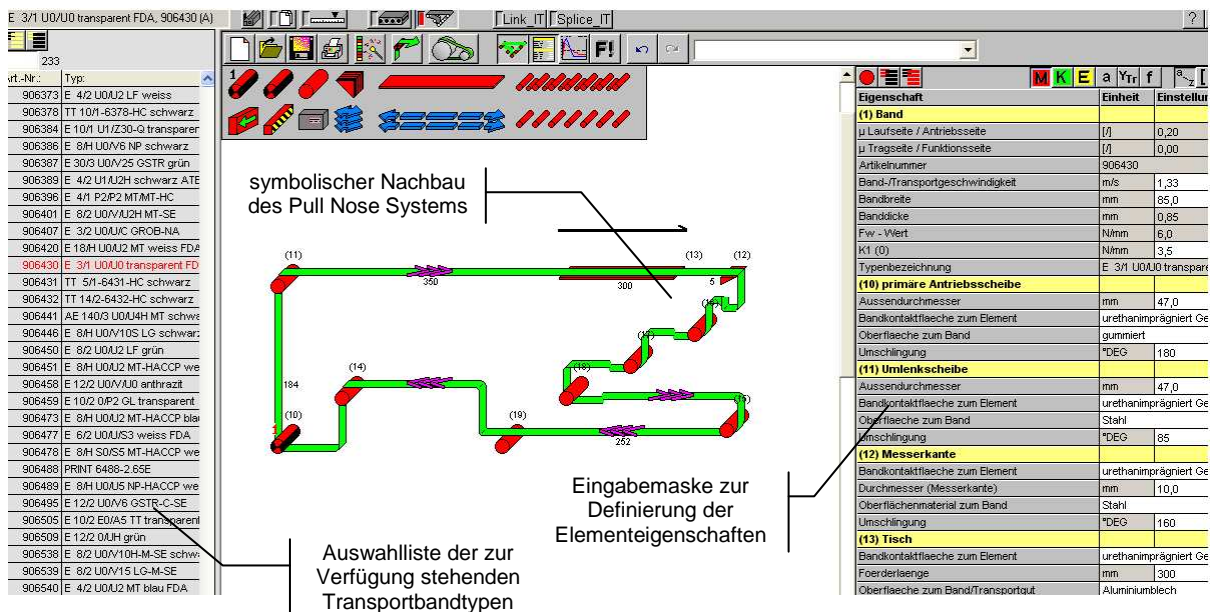 E 3/1 U0/U0 transparent FDA, 906430 (A)
Link_IT Splice_IT ?
233
F!
Art.-Nr.: Typ:
906373 E 4/2 U0/U2 LF weiss
906378 TT 10/1-6378-HC schwarz
906384 E 10/1 U1/Z30-Q transparen
906386 E 8/H U0/V6 NP schwarz
906387 E 30/3 U0/V25 GSTR grün
906389 E 4/2 U1/U2H schwarz ATE
906396 E 4/1 P2/P2 MT/MT-HC
906401 E 8/2 U0/V/U2H MT-SE
906407 E 3/2 U0/U/C GROB-NA
906420 E 18/H U0/U2 MT weiss FDA
906430 E 3/1 U0/U0 transparent FD
906431 TT 5/1-6431-HC schwarz
906432 TT 14/2-6432-HC schwarz
906441 AE 140/3 U0/U4H MT schwa
906446 E 8/H U0/V10S LG schwarz
906450 E 8/2 U0/U2 LF grün
906451 E 8/H U0/U2 MT-HACCP we
906458 E 12/2 U0/V/U0 anthrazit
906459 E 10/2 0/P2 GL transparent
906473 E 8/H U0/U2 MT-HACCP blau
906477 E 6/2 U0/U/S3 weiss FDA
906478 E 8/H S0/S5 MT-HACCP we
906488 PRINT 6488-2.65E
906489 E 8/H U0/U5 NP-HACCP we
906495 E 12/2 U0/V6 GSTR-C-SE
906505 E 10/2 E0/A5 TT transparent
906509 E 12/2 0/UH grün
906538 E 8/2 U0/V10H-M-SE schwa
906539 E 8/2 U0/V15 LG-M-SE
906540 E 4/2 U0/U2 MT blau FDA
1
symbolischer Nachbau
des Pull Nose Systems
(11)
(13)
(12)
350
300
5
(16)
(17)
(18)
(14)
184
(10)
1
(19)
(15)
252
Eingabemaske zur
Definierung der
Elementeigenschaften
Auswahlliste der zur
Verfügung stehenden
Transportbandtypen
M K E a YTr f a..z [
Eigenschaft Einheit Einstellun
(1) Band
µ Laufseite / Antriebsseite [/] 0,20
µ Tragseite / Funktionsseite [/] 0,00
Artikelnummer 906430
Band-/Transportgeschwindigkeit m/s 1,33
Bandbreite mm 85,0
Banddicke mm 0,85
Fw - Wert N/mm 6,0
K1 (0) N/mm 3,5
Typenbezeichnung E 3/1 U0/U0 transpare
(10) primäre Antriebsscheibe
Aussendurchmesser mm 47,0
Bandkontaktflaeche zum Element urethanimprägniert Ge
Oberflaeche zum Band gummiert
Umschlingung °DEG 180
(11) Umlenkscheibe
Aussendurchmesser mm 47,0
Bandkontaktflaeche zum Element urethanimprägniert Ge
Oberflaeche zum Band Stahl
Umschlingung °DEG 85
(12) Messerkante
Bandkontaktflaeche zum Element urethanimprägniert Ge
Durchmesser (Messerkante) mm 10,0
Oberflächenmaterial zum Band Stahl
Umschlingung °DEG 160
(13) Tisch
Bandkontaktflaeche zum Element urethanimprägniert Ge
Foerderlaenge mm 300
Oberflaeche zum Band/Transportgut Aluminiumblech